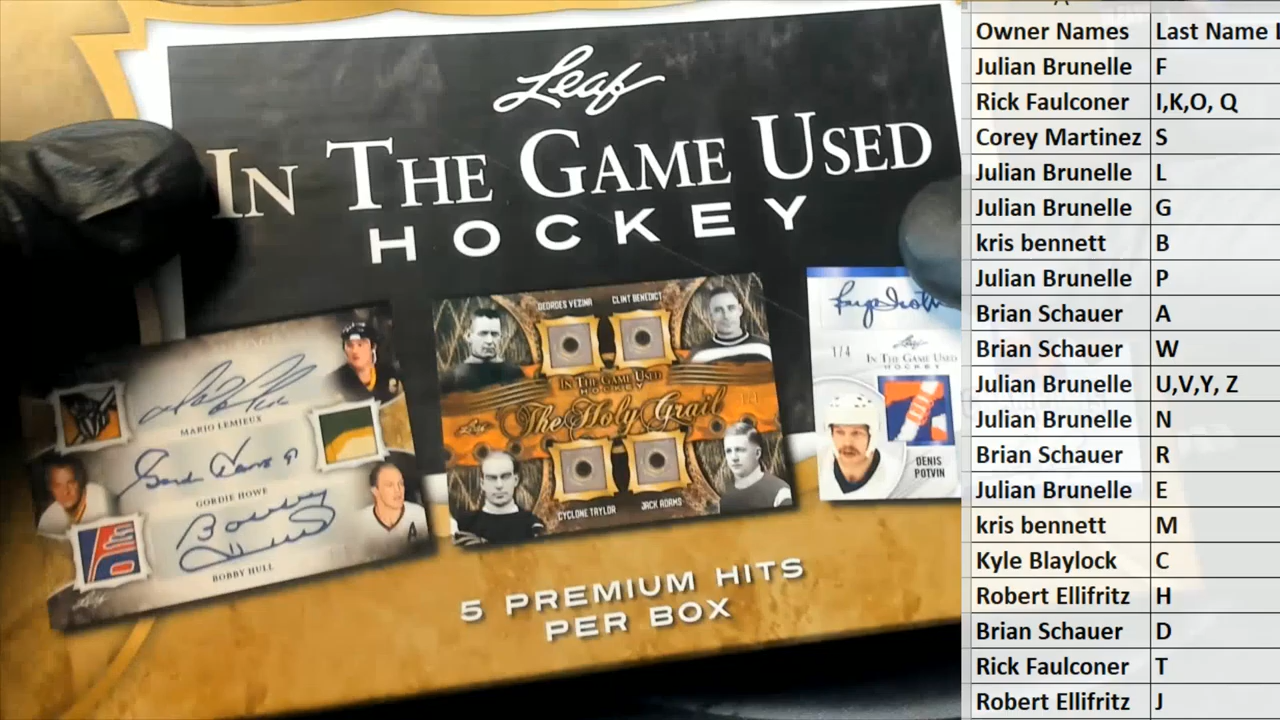 Leaf
IN THE GAME USED
HOCKEY
MARIO LEMIEUX
GORDIE HOWE
BOBBY HULL
GEORGES VEZINA CLINT BENEDICT
IN THE GAME USED
HOCKEY
The Holy Grail
CYCLONE TAYLOR JACK ADAMS
1/4
Leaf
IN THE GAME USED
HOCKEY
DENIS
POTVIN
5 PREMIUM HITS
PER BOX
Owner Names Last Name
Julian Brunelle F
Rick Faulconer I,K,O, Q
Corey Martinez S
Julian Brunelle L
Julian Brunelle G
kris bennett B
Julian Brunelle P
Brian Schauer A
Brian Schauer W
Julian Brunelle U,V,Y, Z
Julian Brunelle N
Brian Schauer R
Julian Brunelle E
kris bennett M
Kyle Blaylock C
Robert Ellifritz H
Brian Schauer D
Rick Faulconer T
Robert Ellifritz J